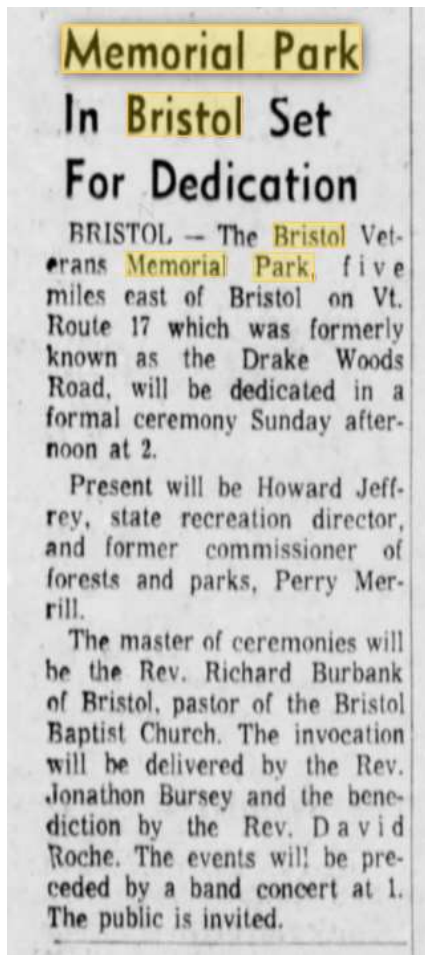 Memorial Park
In Bristol Set
For Dedication
BRISTOL — The Bristol Vet-
erans Memorial Park, five
miles east of Bristol on Vt.
Route 17 which was formerly
known as the Drake Woods
Road, will be dedicated in a
formal ceremony Sunday after-
noon at 2.
Present will be Howard Jeff-
rey, state recreation director,
and former commissioner of
forests and parks, Perry Mer-
rill.
The master of ceremonies will
be the Rev. Richard Burbank
of Bristol, pastor of the Bristol
Baptist Church. The invocation
will be delivered by the Rev.
Jonathon Bursey and the bene-
diction by the Rev. David
Roche. The events will be pre-
ceded by a band concert at 1.
The public is invited.